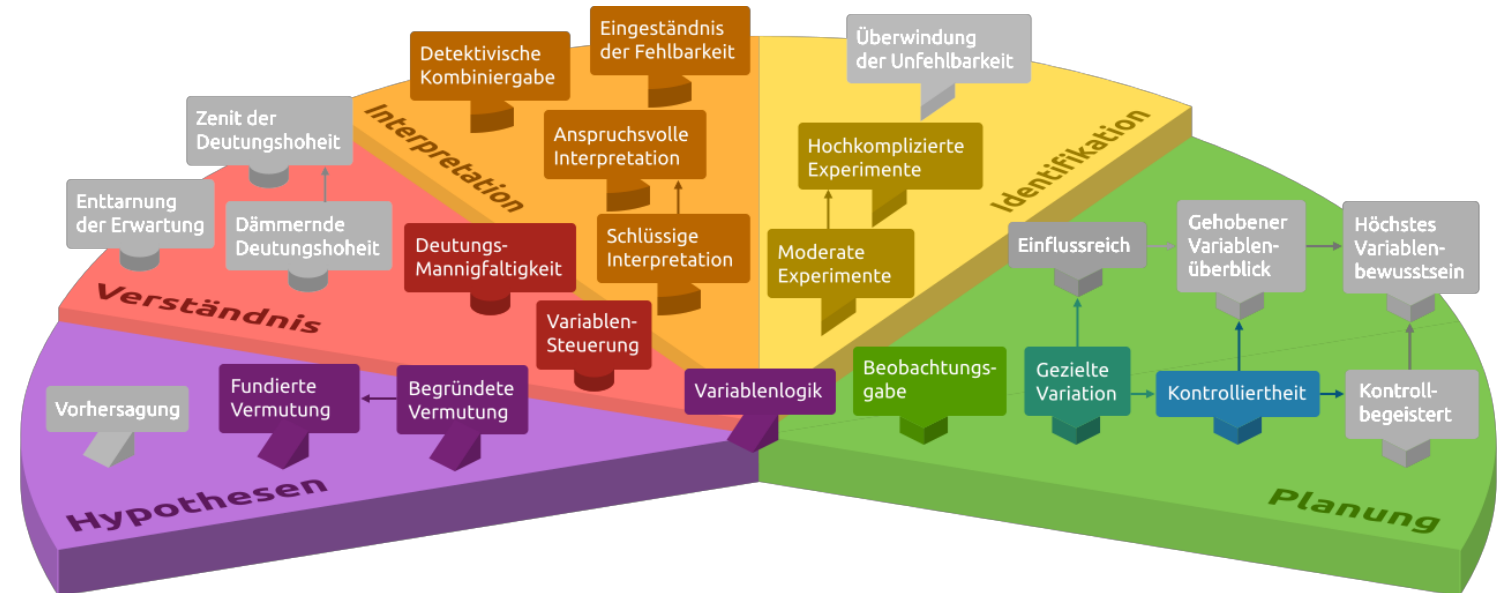 Detektivische
Kombiniergabe
Eingeständnis
der Fehlbarkeit
Überwindung
der Unfehlbarkeit
Zenit der
Deutungshoheit
Interpretation
Anspruchsvolle
Interpretation
Hochkomplizierte
Experimente
Identifikation
Enttarnung
der Erwartung
Dämmernde
Deutungshoheit
Deutungs-
Mannigfaltigkeit
Schlüssige
Interpretation
Moderate
Experimente
Einflussreich
Gehobener
Variablen-
überblick
Höchstes
Variablen-
bewusstsein
Verständnis
Variablen-
Steuerung
Vorhersagung
Fundierte
Vermutung
Begründete
Vermutung
Variablenlogik
Beobachtungs-
gabe
Gezielte
Variation
Kontrolliertheit
Kontroll-
begeistert
Hypothesen
Planung